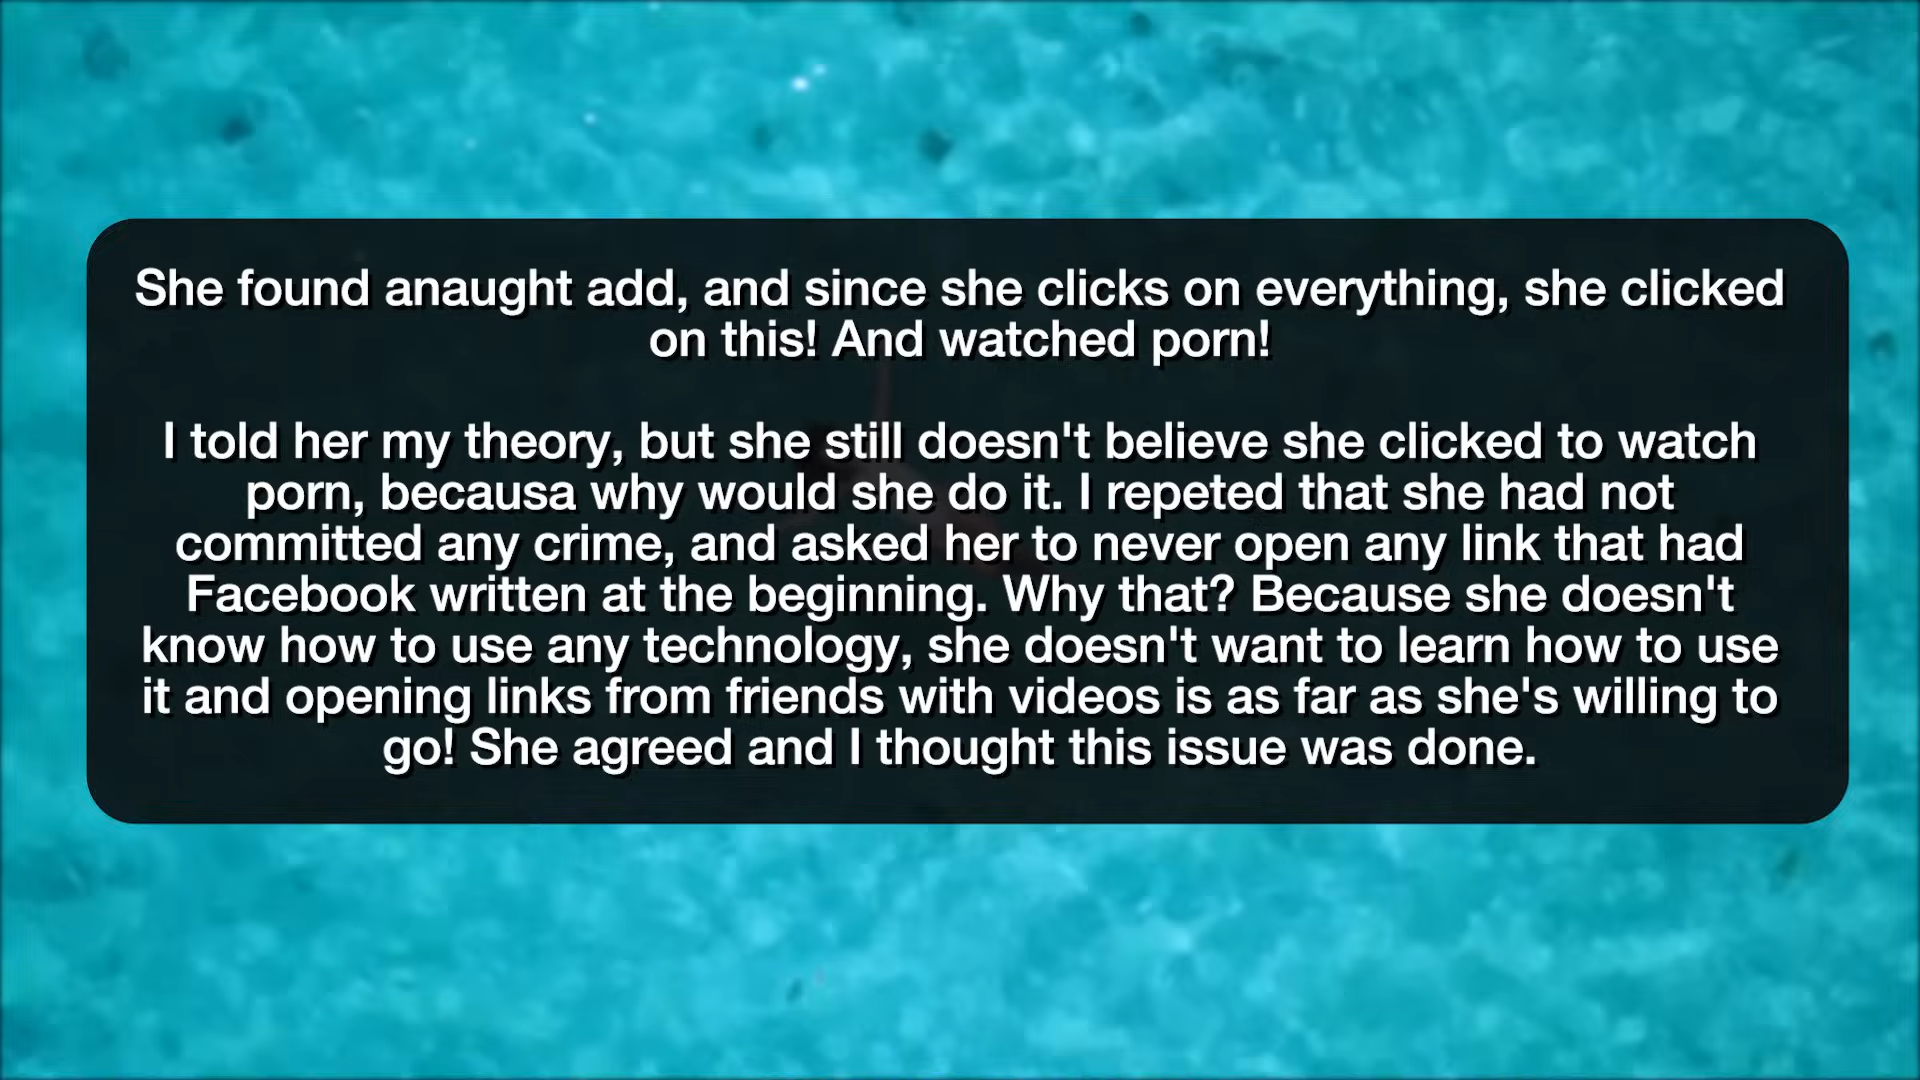 She found anaught add, and since she clicks on everything, she clicked
on this! And watched porn!
I told her my theory, but she still doesn't believe she clicked to watch
porn, becausa why would she do it. I repeted that she had not
committed any crime, and asked her to never open any link that had
Facebook written at the beginning. Why that? Because she doesn't
know how to use any technology, she doesn't want to learn how to use
it and opening links from friends with videos is as far as she's willing to
go! She agreed and I thought this issue was done.